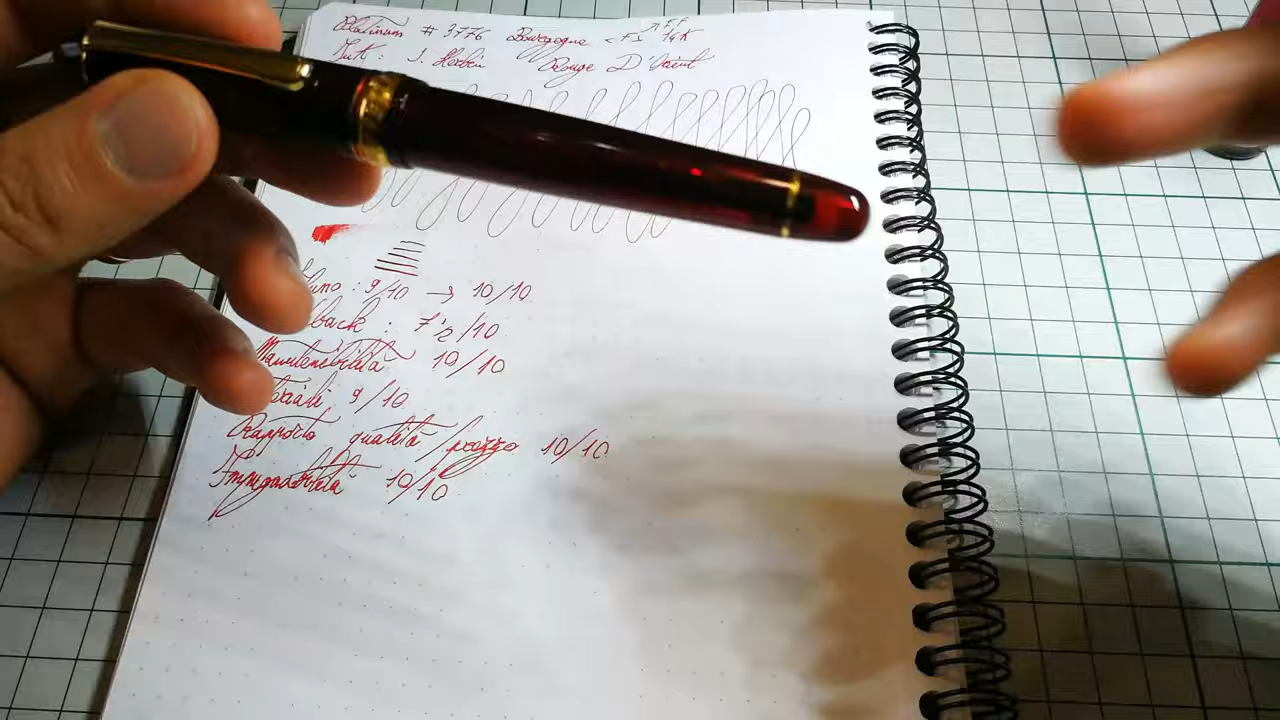 Platinum # 3776 Bourgogne < F> ↗ FF 14K
Ink : J. Herbin Rouge D'Orient
: 9/10 → 10/10
back : 7½/10
Manutenibilità 10/10
9/10
Rapporto qualità/prezzo 10/10
10/10